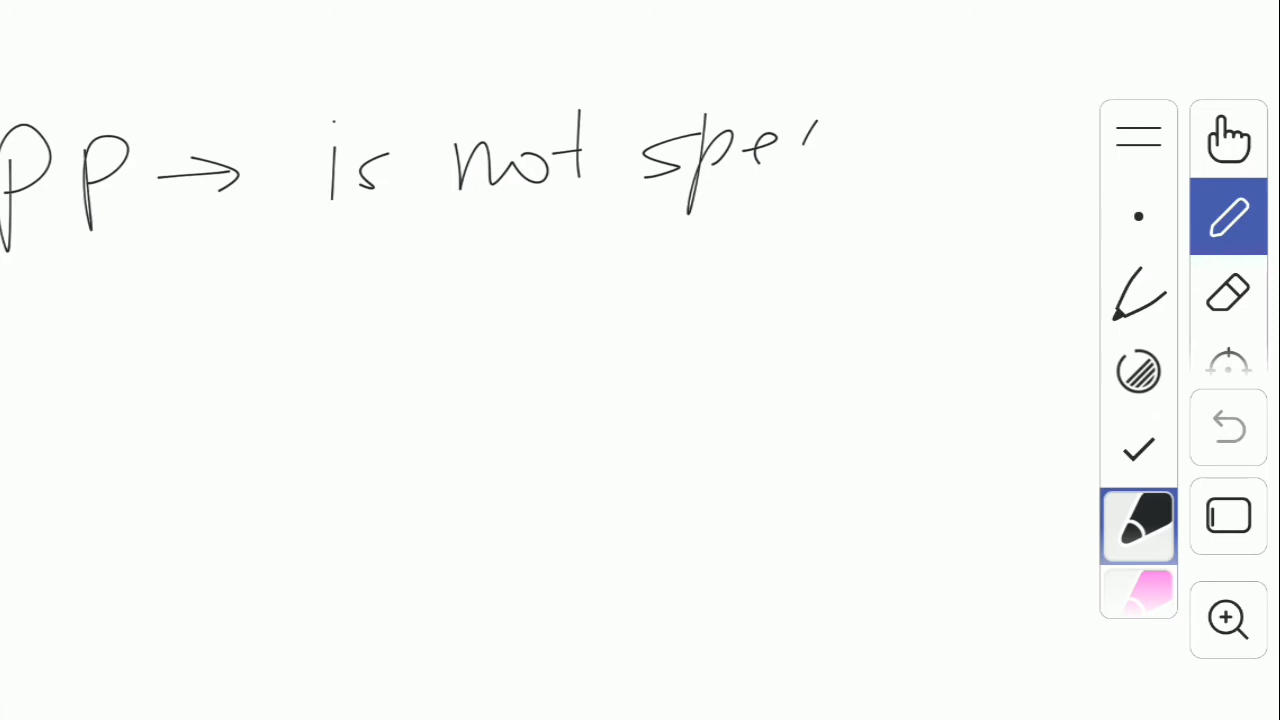 PP → is not spe